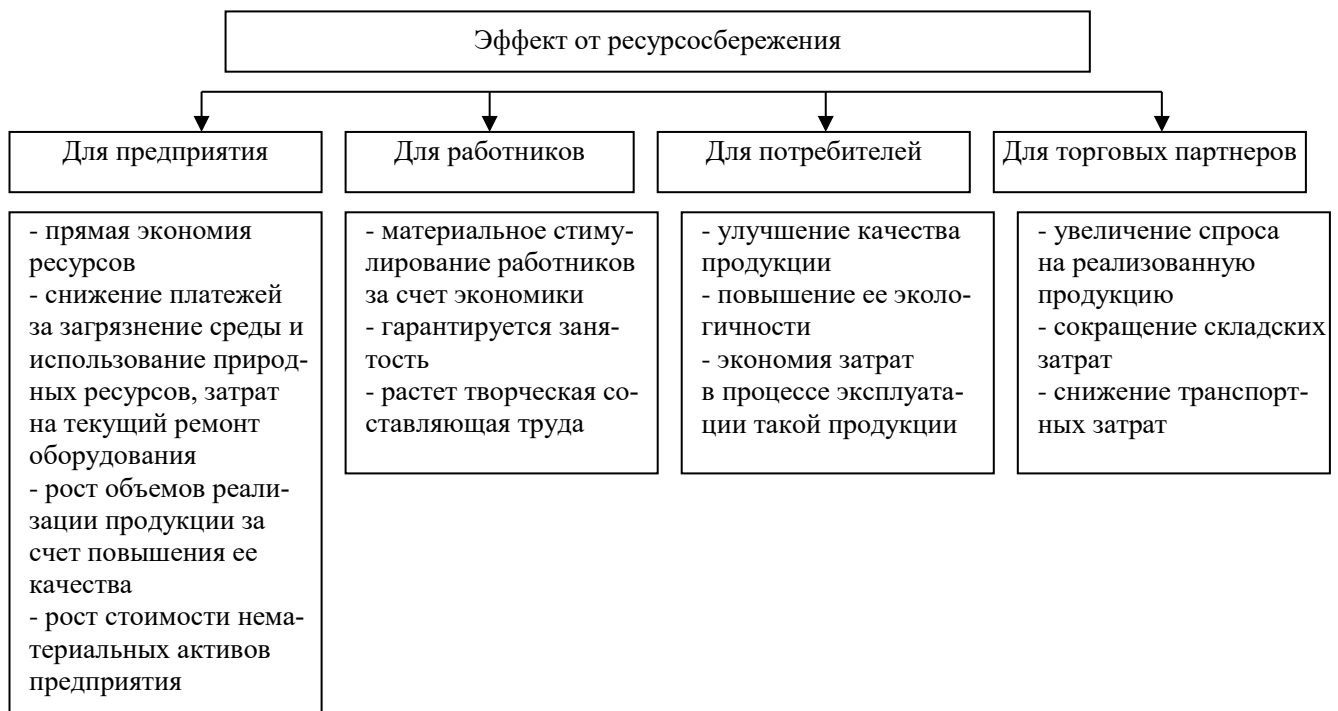 Эффект от ресурсосбережения
Для предприятия
Для работников
Для потребителей
Для торговых партнеров
- прямая экономия
ресурсов
- снижение платежей
за загрязнение среды и
использование природ-
ных ресурсов, затрат
на текущий ремонт
оборудования
- рост объемов реали-
зации продукции за
счет повышения ее
качества
- рост стоимости нема-
териальных активов
предприятия
- материальное стиму-
лирование работников
за счет экономики
- гарантируется заня-
тость
- растет творческая со-
ставляющая труда
- улучшение качества
продукции
- повышение ее эколо-
гичности
- экономия затрат
в процессе эксплуата-
ции такой продукции
- увеличение спроса
на реализованную
продукцию
- сокращение складских
затрат
- снижение транспорт-
ных затрат